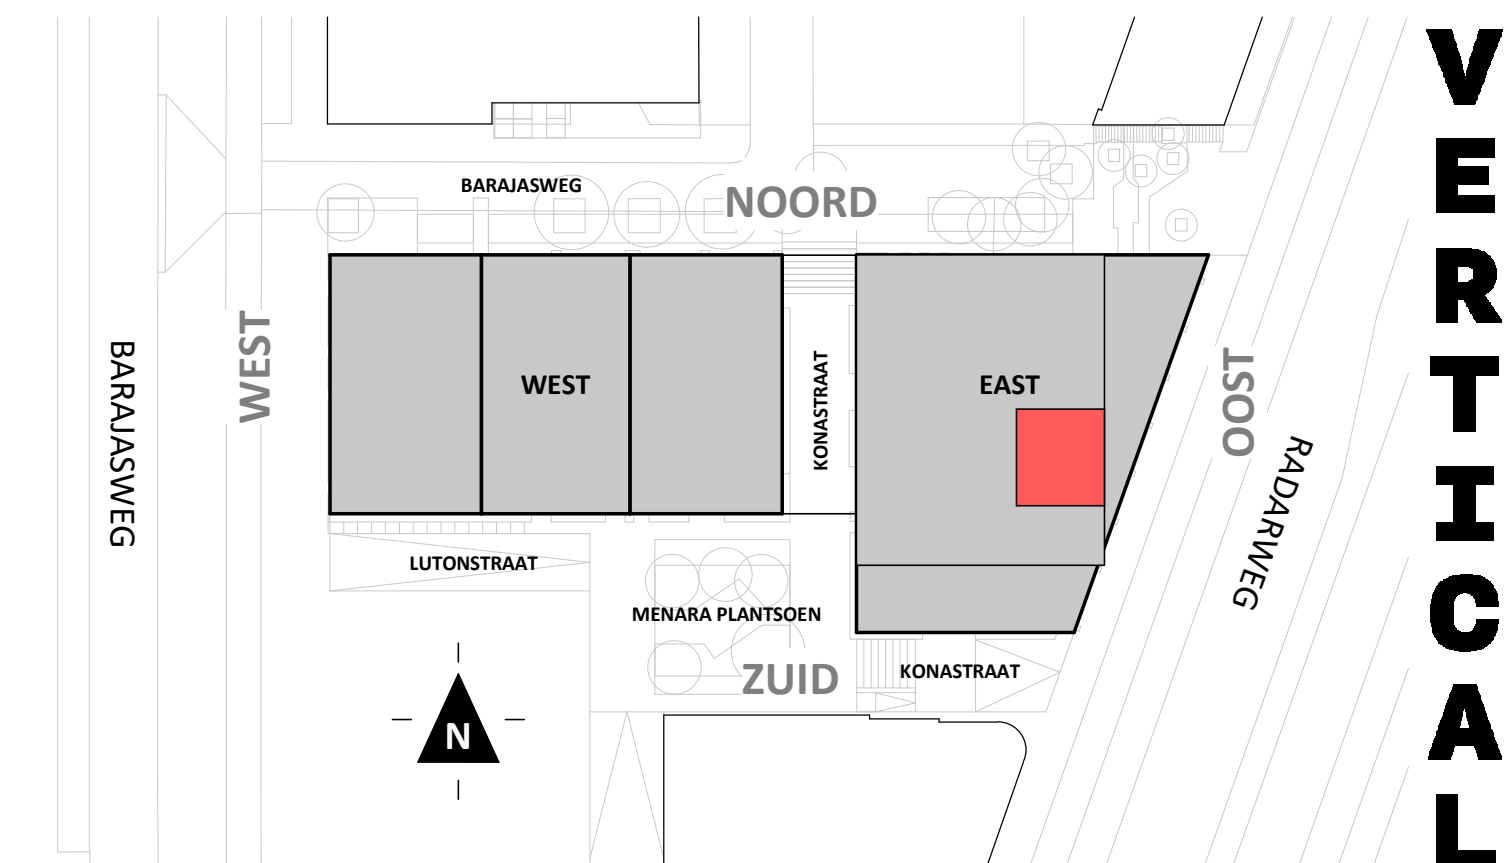 BARAJASWEG
NOORD
WEST
BARAJASWEG
WEST
KONASTRAAT
EAST
OOST
RADARWEG
LUTONSTRAAT
MENARA PLANTSOEN
ZUID
KONASTRAAT
N
VERTICAL